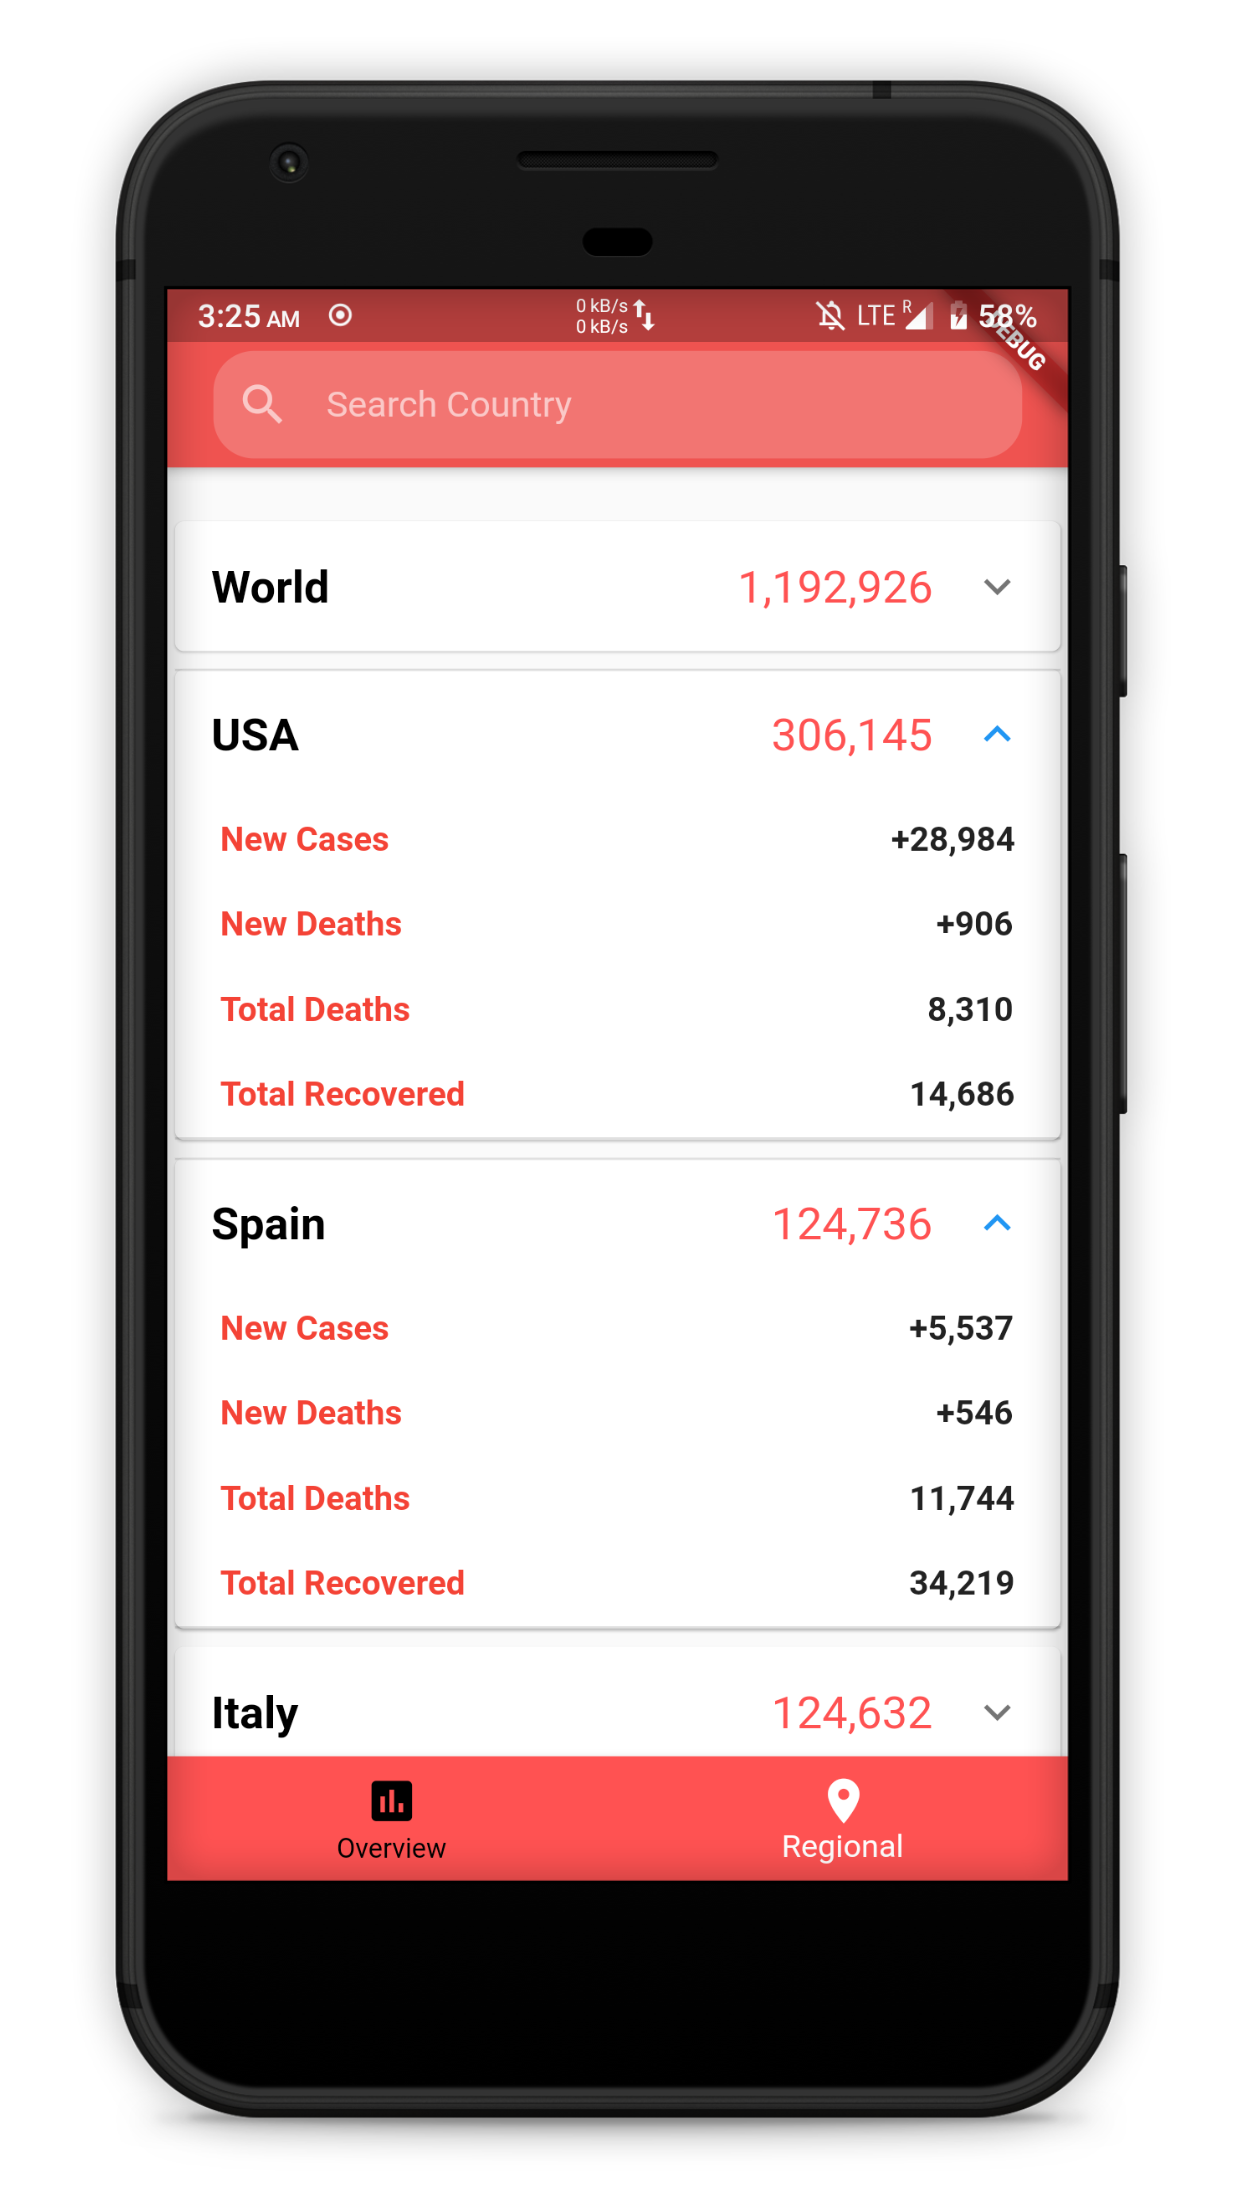 3:25 AM 0 kB/s LTE R 58%
0 kB/s
DEBUG
Search Country
World 1,192,926
USA 306,145
New Cases +28,984
New Deaths +906
Total Deaths 8,310
Total Recovered 14,686
Spain 124,736
New Cases +5,537
New Deaths +546
Total Deaths 11,744
Total Recovered 34,219
Italy 124,632
Overview Regional